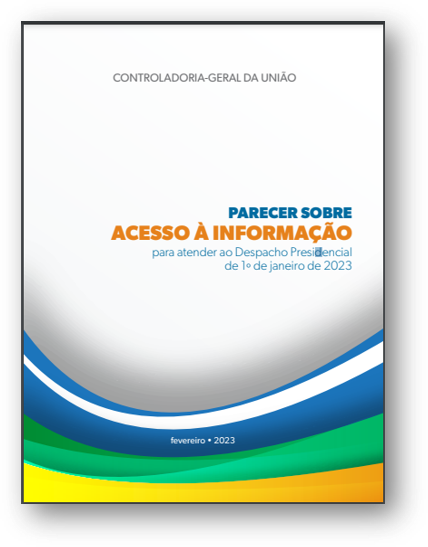 CONTROLADORIA-GERAL DA UNIÃO
PARECER SOBRE
ACESSO À INFORMAÇÃO
para atender ao Despacho Presidencial
de 1º de janeiro de 2023
fevereiro • 2023